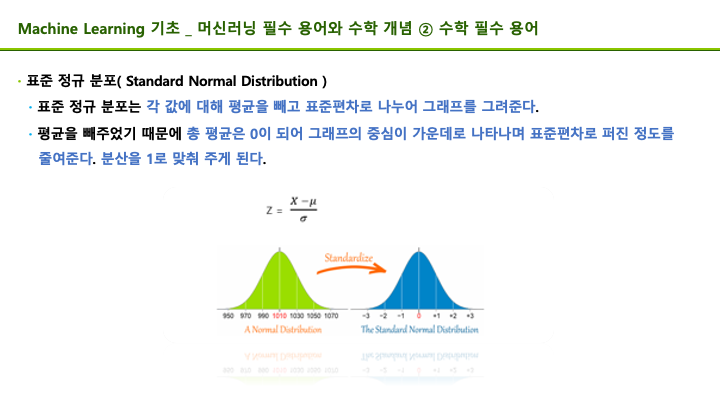 Machine Learning 기초 _ 머신러닝 필수 용어와 수학 개념 ② 수학 필수 용어
• 표준 정규 분포( Standard Normal Distribution )
• 표준 정규 분포는 각 값에 대해 평균을 빼고 표준편차로 나누어 그래프를 그려준다.
• 평균을 빼주었기 때문에 총 평균은 0이 되어 그래프의 중심이 가운데로 나타나며 표준편차로 퍼진 정도를
줄여준다. 분산을 1로 맞춰 주게 된다.
Z = X − μ / σ
Standardize
950 970 990 1010 1030 1050 1070
−3 −2 −1 0 +1 +2 +3
A Normal Distribution
The Standard Normal Distribution